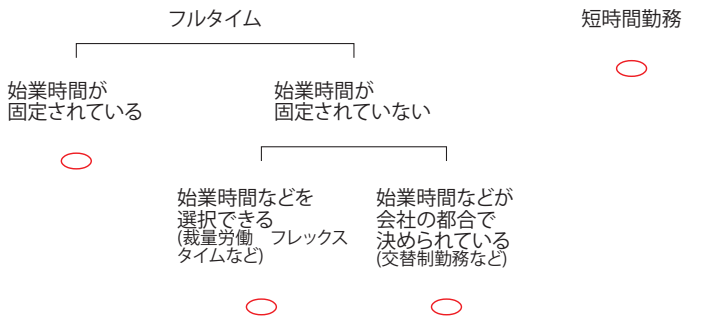 フルタイム
短時間勤務
始業時間が
固定されている
始業時間が
固定されていない
始業時間などを
選択できる
(裁量労働　フレックス
タイムなど)
始業時間などが
会社の都合で
決められている
(交替制勤務など)